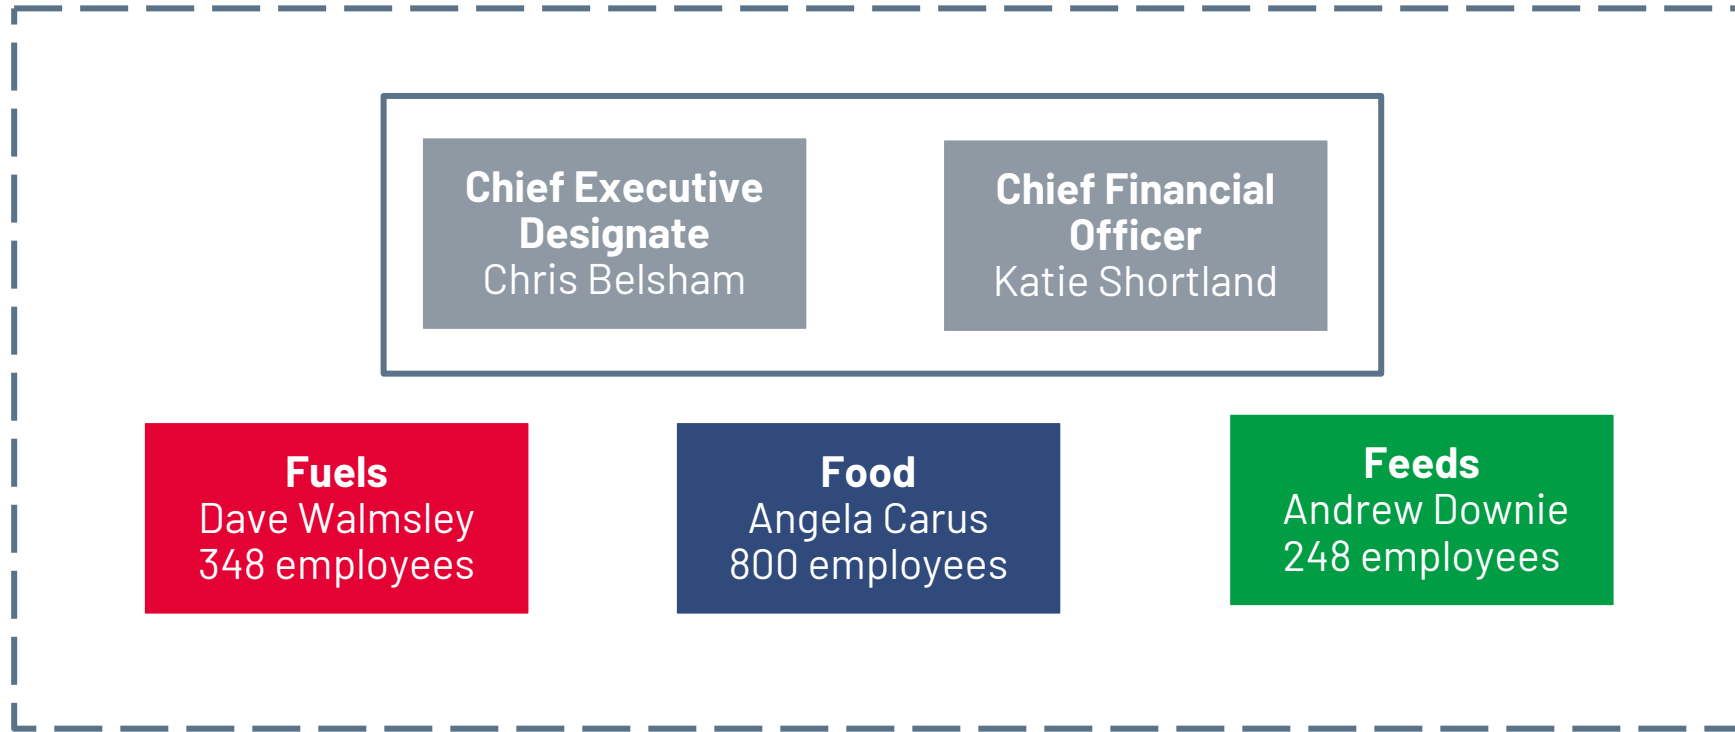 Chief Executive
Designate
Chris Belsham
Chief Financial
Officer
Katie Shortland
Fuels
Dave Walmsley
348 employees
Food
Angela Carus
800 employees
Feeds
Andrew Downie
248 employees